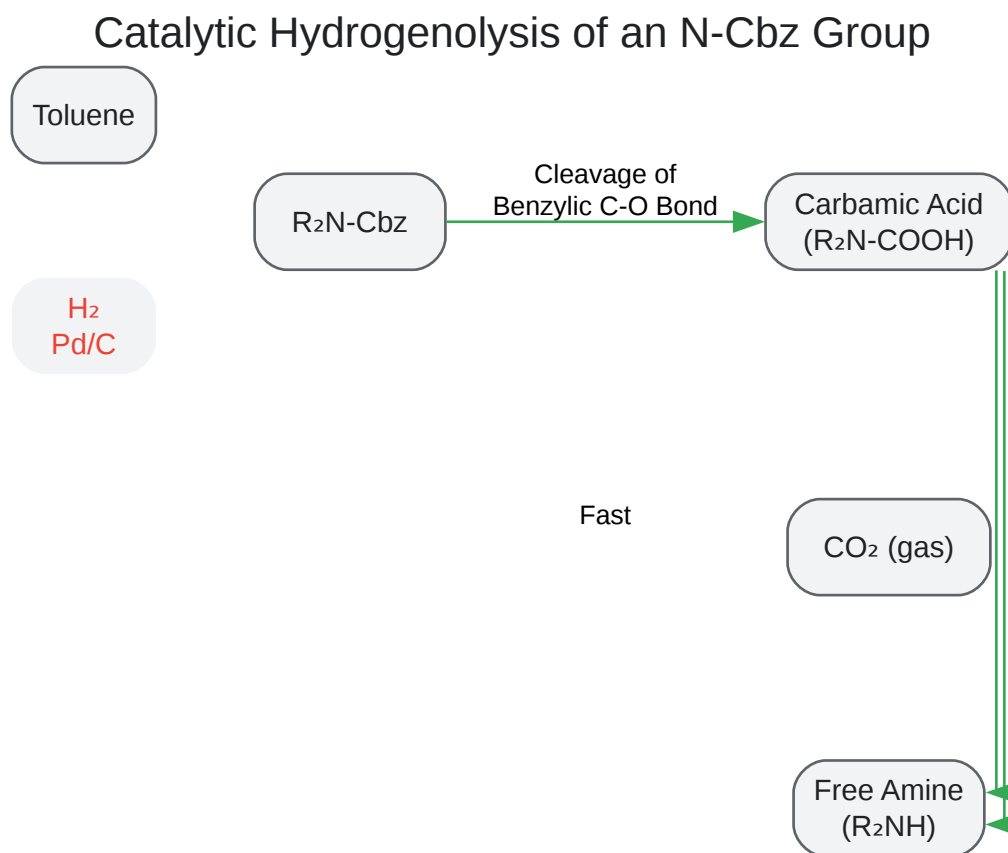 Catalytic Hydrogenolysis of an N-Cbz Group
Toluene
Cleavage of
Benzylic C-O Bond
R₂N-Cbz
Carbamic Acid
(R₂N-COOH)
H₂
Pd/C
Fast
CO₂ (gas)
Free Amine
(R₂NH)